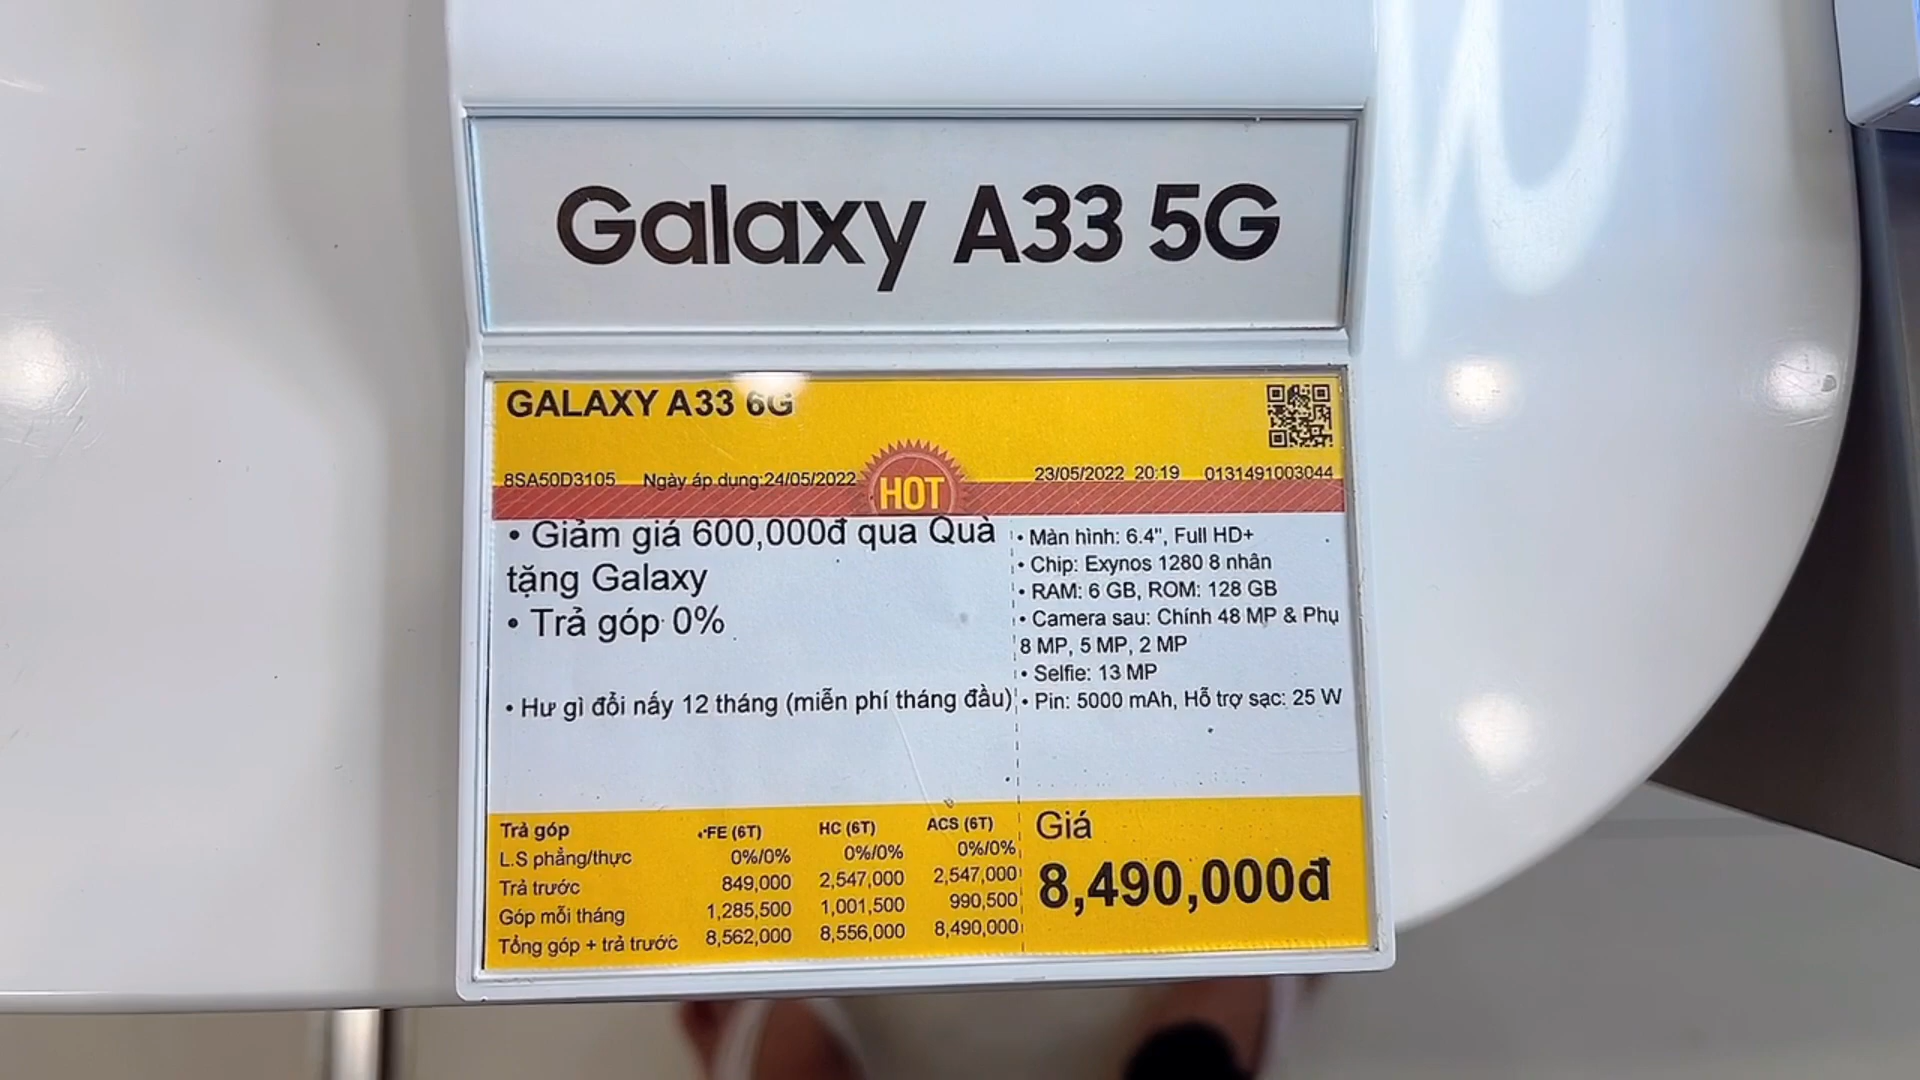 Galaxy A33 5G
GALAXY A33 6G
8SA50D3105 Ngày áp dụng:24/05/2022 HOT 23/05/2022 20:19 0131491003044
• Giảm giá 600,000đ qua Quà
tặng Galaxy
• Trả góp 0%
• Hư gì đổi nấy 12 tháng (miễn phí tháng đầu)
• Màn hình: 6.4", Full HD+
• Chip: Exynos 1280 8 nhân
• RAM: 6 GB, ROM: 128 GB
• Camera sau: Chính 48 MP & Phụ
8 MP, 5 MP, 2 MP
• Selfie: 13 MP
• Pin: 5000 mAh, Hỗ trợ sạc: 25 W
Trả góp FE (6T) HC (6T) ACS (6T)
L.S phẳng/thực 0%/0% 0%/0% 0%/0%
Trả trước 849,000 2,547,000 2,547,000
Góp mỗi tháng 1,285,500 1,001,500 990,500
Tổng góp + trả trước 8,562,000 8,556,000 8,490,000
Giá
8,490,000đ